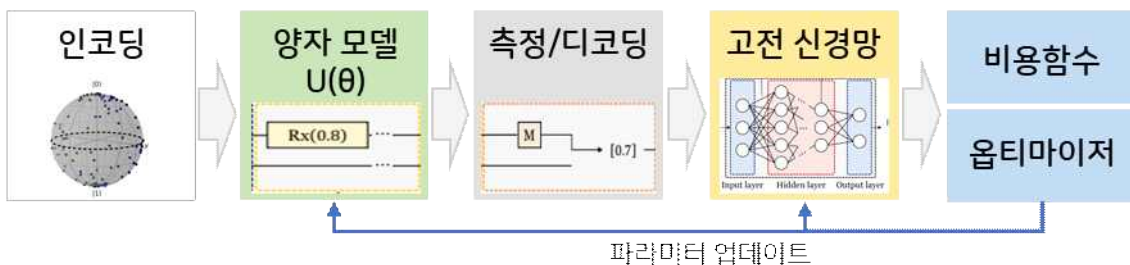 인코딩
|0⟩
|1⟩
양자 모델
U(θ)
Rx(0.8)
측정/디코딩
M
[0.7]
고전 신경망
Input layer
Hidden layer
Output layer
비용함수
옵티마이저
파라미터 업데이트